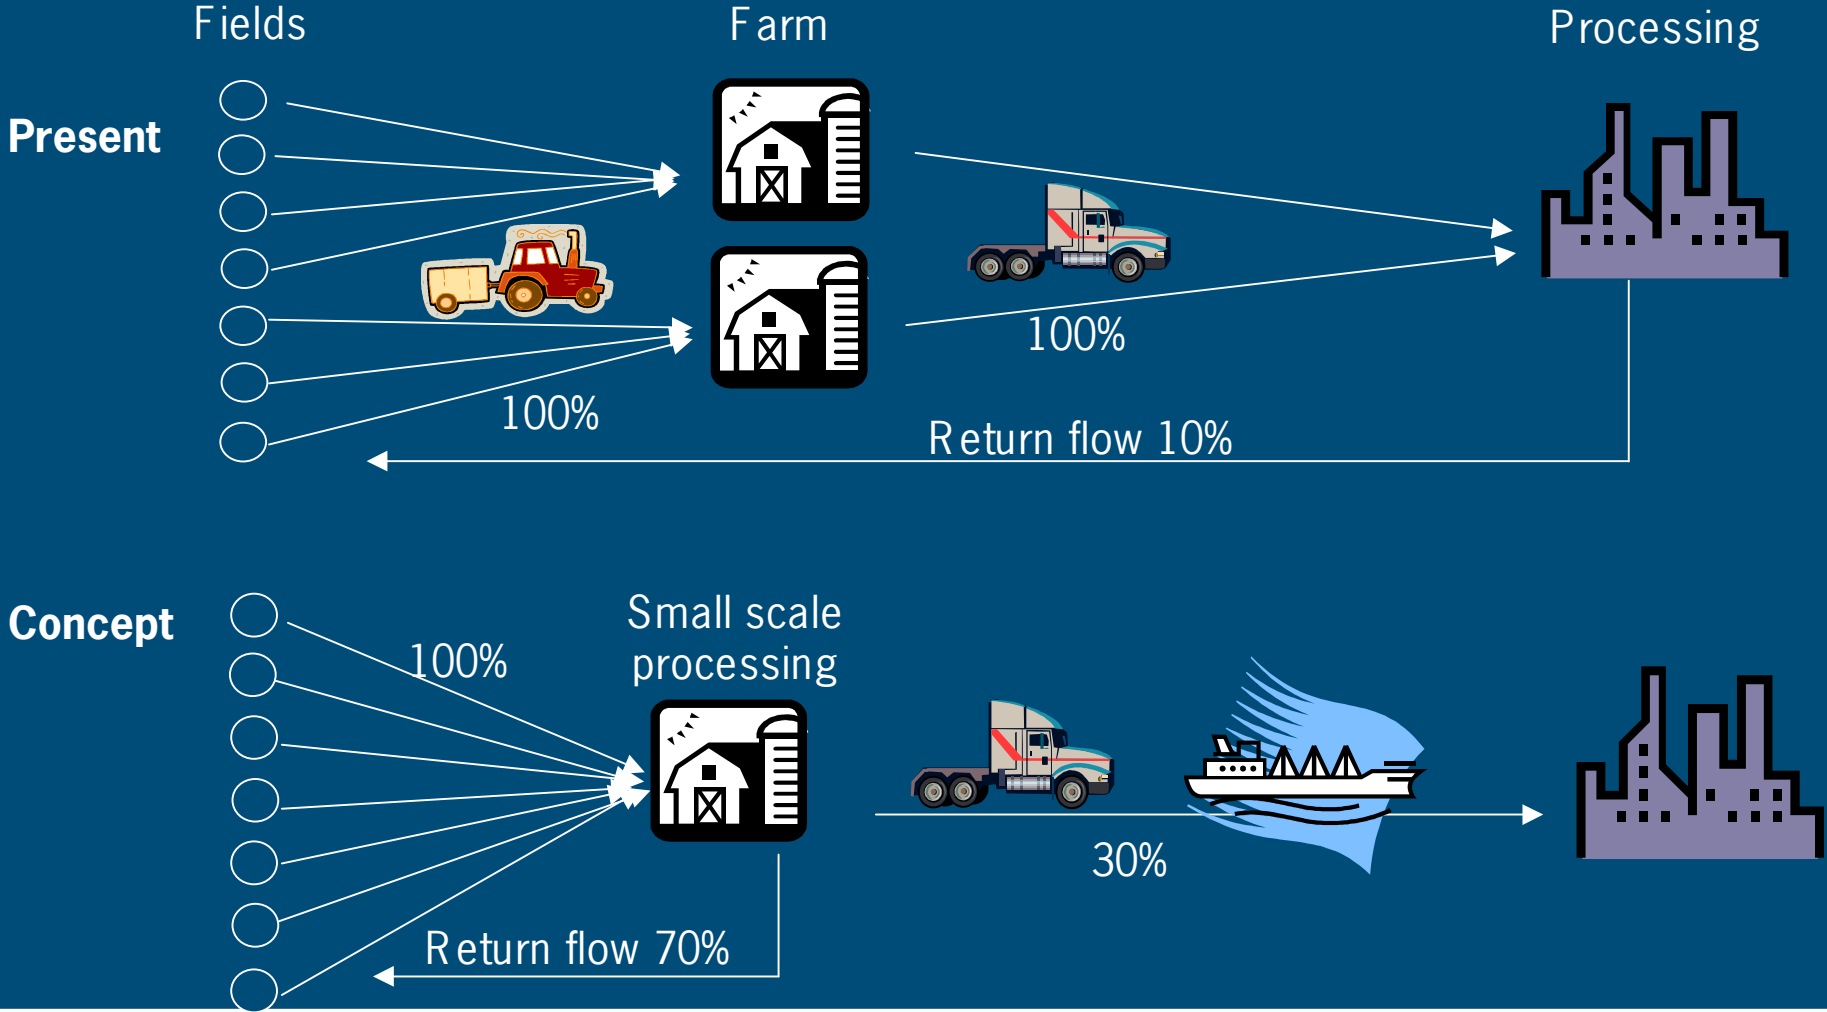 Fields
Farm
Processing
Present
100%
100%
Return flow 10%
Concept
Small scale
processing
100%
30%
Return flow 70%